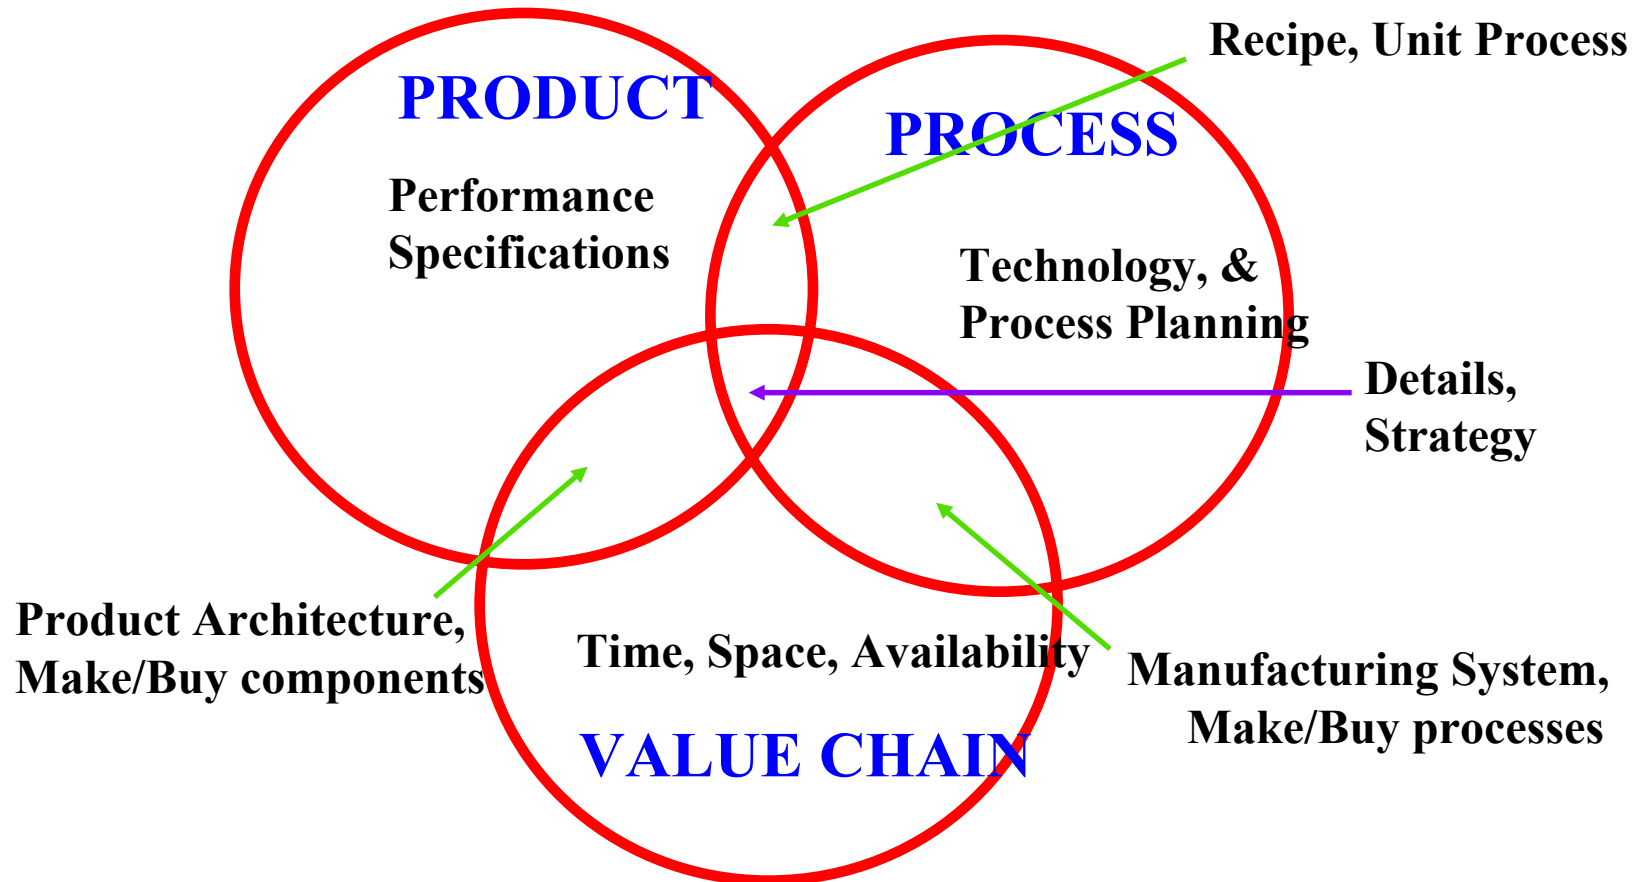 Recipe, Unit Process
PRODUCT
PROCESS
Performance
Specifications
Technology, &
Process Planning
Details,
Strategy
Product Architecture,
Make/Buy components
Time, Space, Availability
Manufacturing System,
Make/Buy processes
VALUE CHAIN